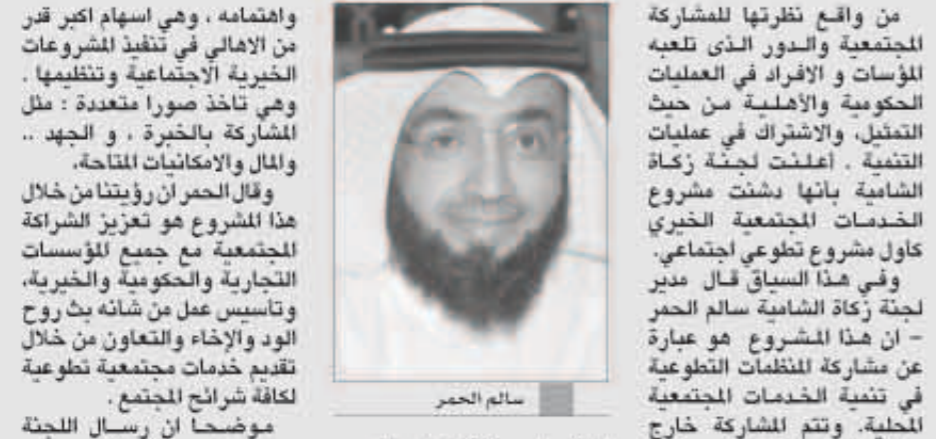 من واقع نظرتها للمشاركة
المجتمعية والدور الذى تلعبه
المؤسات و الافراد في العمليات
الحكومية والأهلية من حيث
التمثيل، والاشتراك في عمليات
التنمية . أعلنت لجنة زكاة
الشامية بانها دشنت مشروع
الخدمات المجتمعية الخيري
كأول مشروع تطوعي اجتماعي.
وفي هذا السياق قال مدير
لجنة زكاة الشامية سالم الحمر
- ان هذا المشروع هو عبارة
عن مشاركة المنظمات التطوعية
في تنمية الخدمات المجتمعية
المحلية. وتتم المشاركة خارج
سالم الحمر
واهتمامه ، وهي اسهام اكبر قدر
من الاهالي في تنفيذ المشروعات
الخيرية الاجتماعية وتنظيمها .
وهي تاخذ صورا متعددة : مثل
المشاركة بالخبرة ، و الجهد ..
والمال والامكانيات المتاحة.
وقال الحمر ان رؤيتنا من خلال
هذا المشروع هو تعزيز الشراكة
المجتمعية مع جميع المؤسسات
التجارية والحكومية والخيرية،
وتأسيس عمل من شانه بث روح
الود والإخاء والتعاون من خلال
تقديم خدمات مجتمعية تطوعية
لكافة شرائح المجتمع .
موضحا ان رسال اللجنة